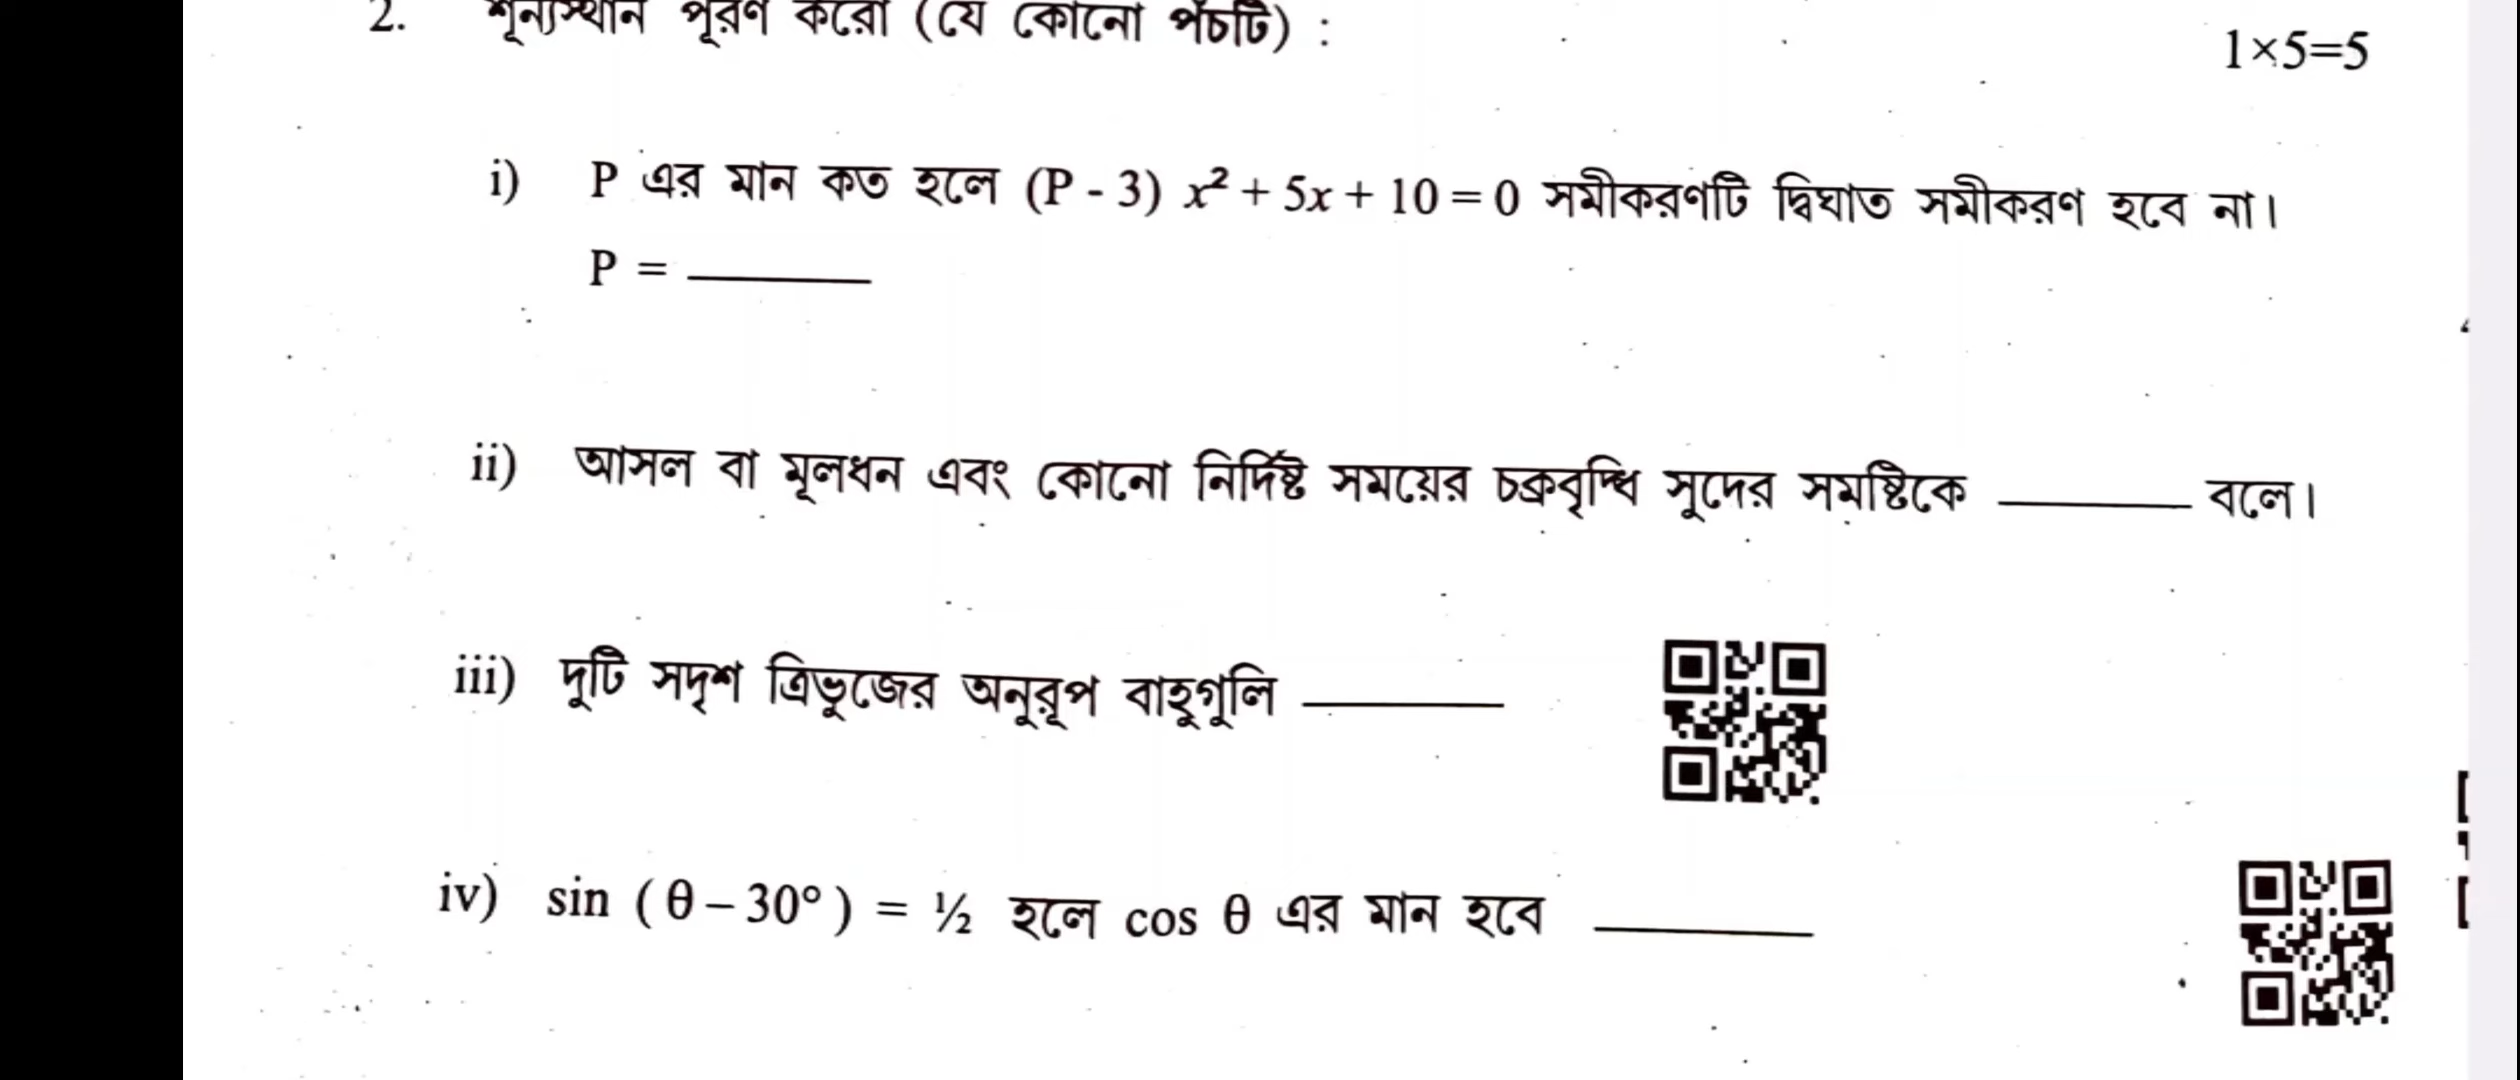 2. শূন্যস্থান পূরণ করো (যে কোনো পাঁচটি) :
1×5=5
i) P এর মান কত হলে (P - 3) x² + 5x + 10 = 0 সমীকরণটি দ্বিঘাত সমীকরণ হবে না।
P = ______
ii) আসল বা মূলধন এবং কোনো নির্দিষ্ট সময়ের চক্রবৃদ্ধি সুদের সমষ্টিকে ______ বলে।
iii) দুটি সদৃশ ত্রিভুজের অনুরূপ বাহুগুলি ______
iv) sin (θ – 30°) = ½ হলে cos θ এর মান হবে ______